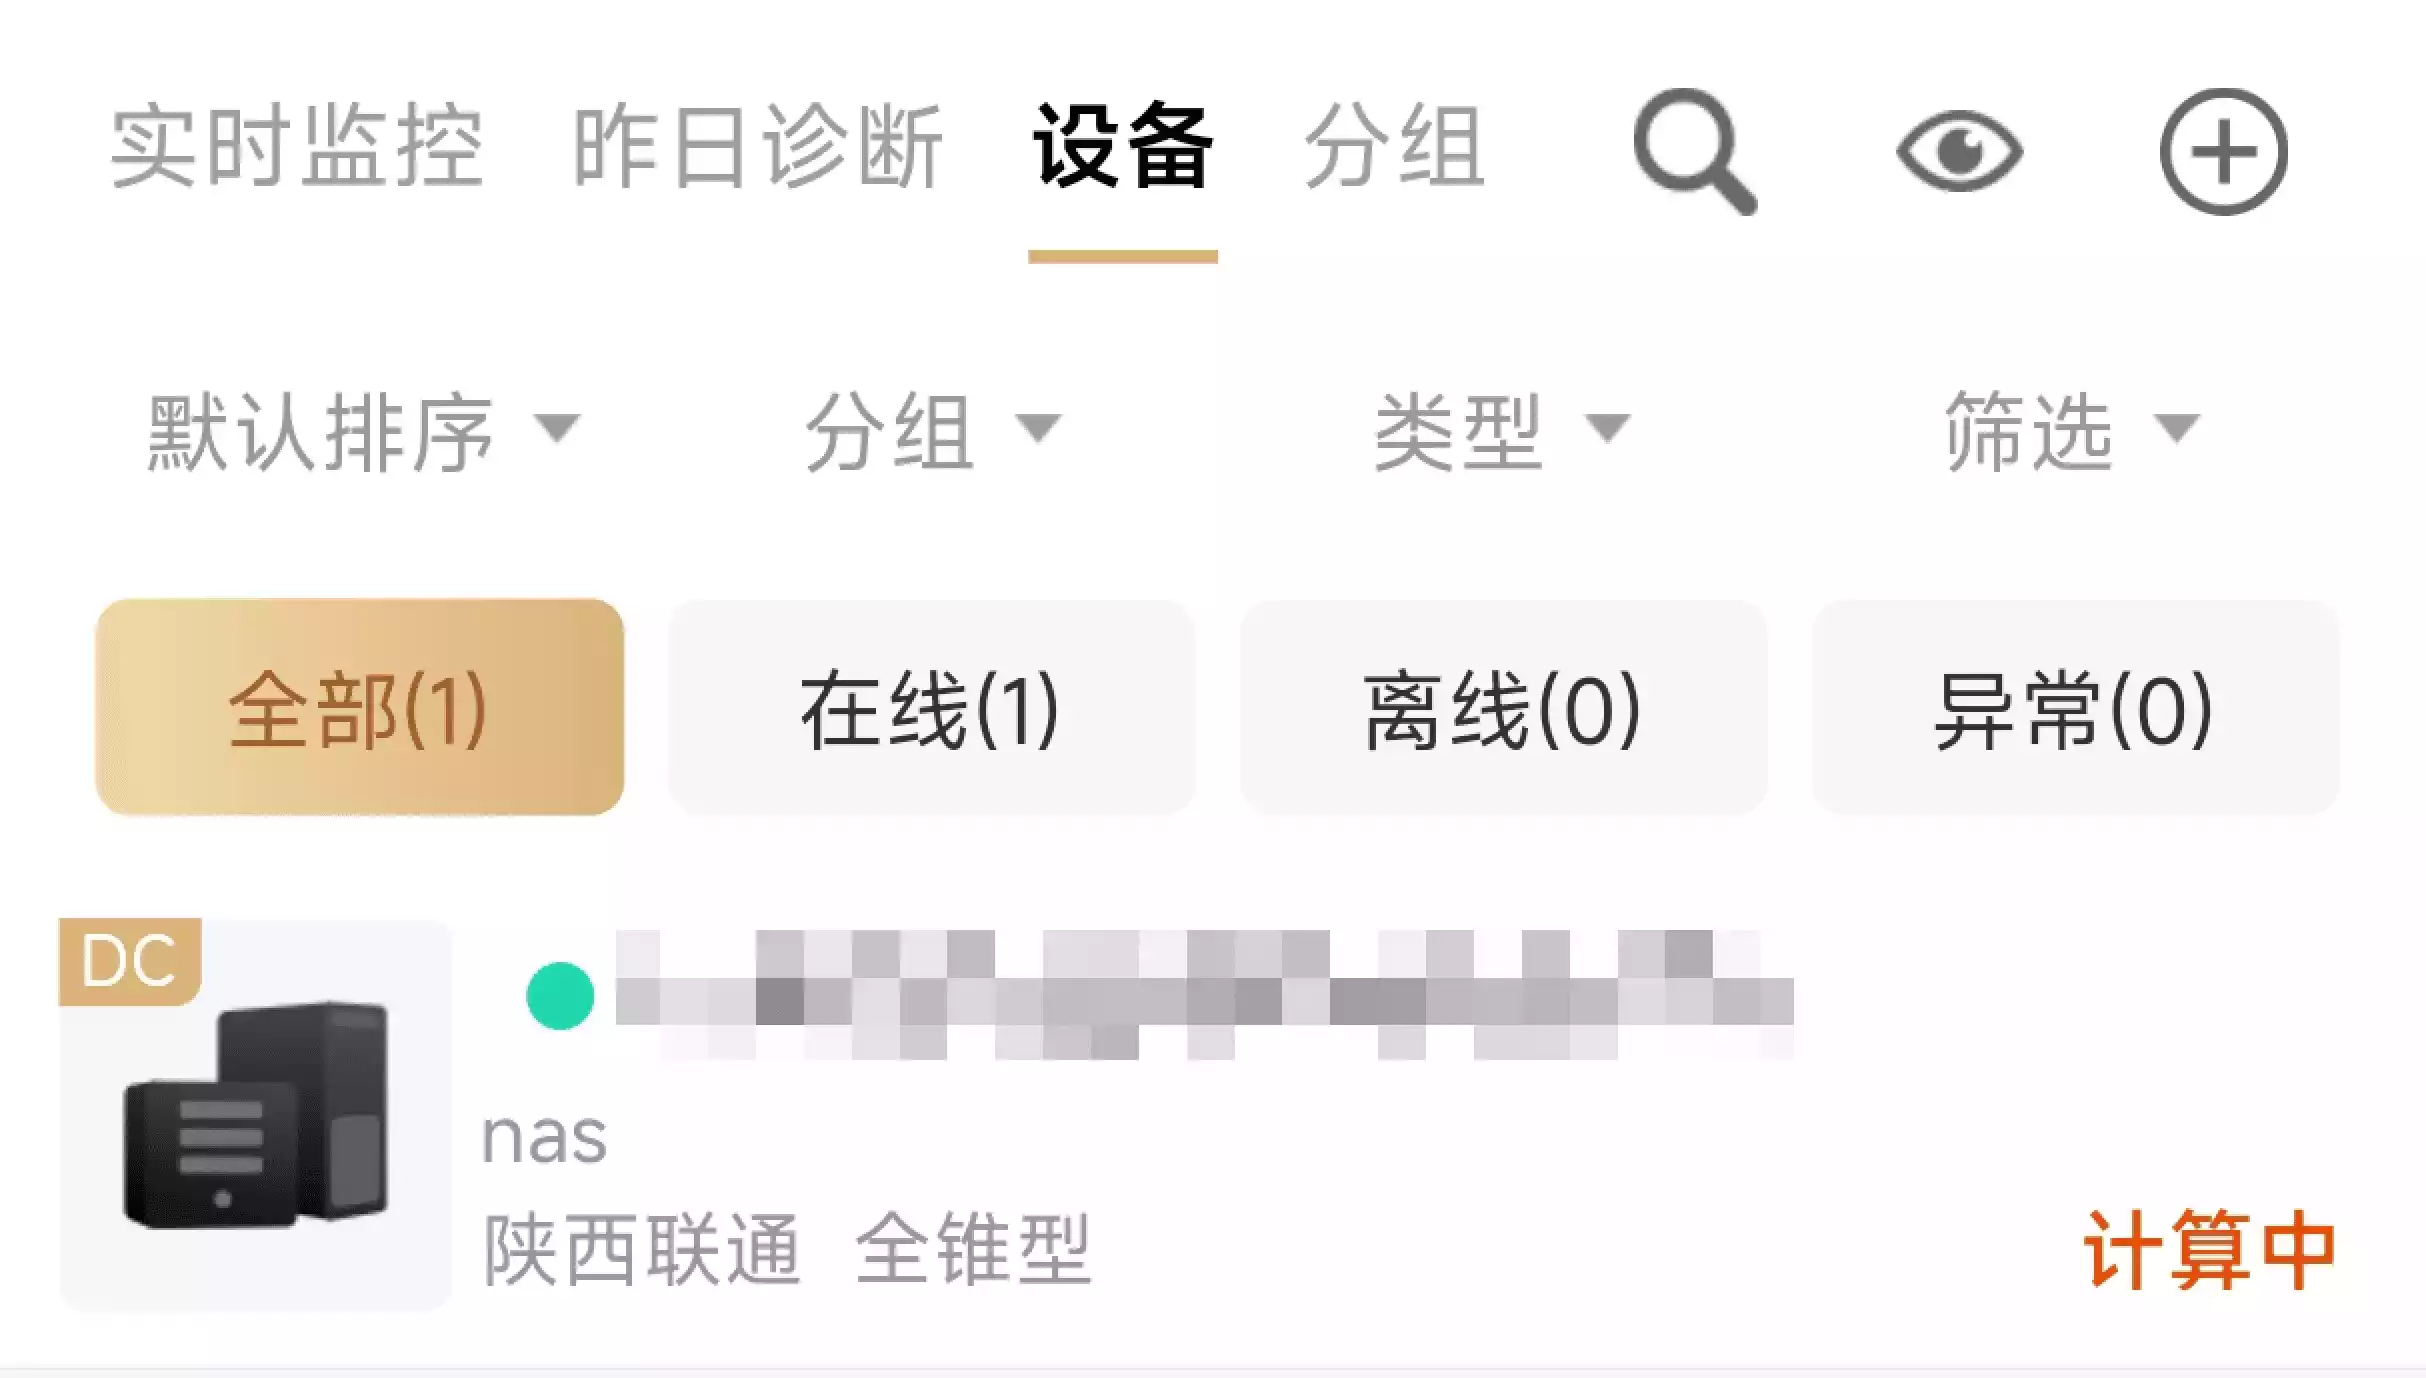 实时监控 昨日诊断 设备 分组
默认排序 分组 类型 筛选
全部(1) 在线(1) 离线(0) 异常(0)
DC
nas
陕西联通 全锥型
计算中